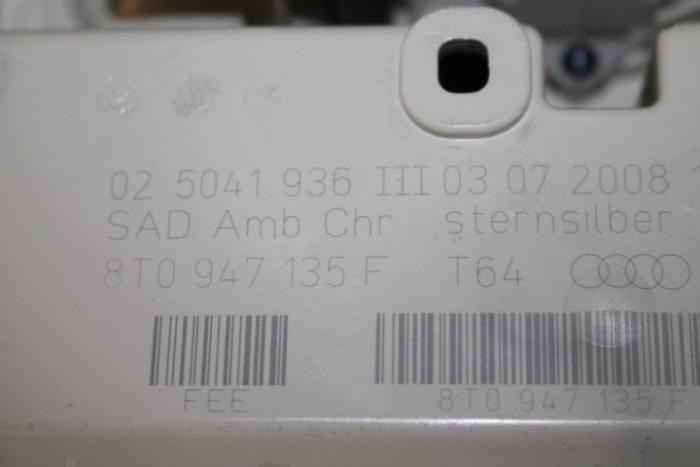 02 5041 936 III 03.07.2008
SAD Amb Chr sternsilber
8T0 947 135 F T64
FEE 8T0 947 135 F